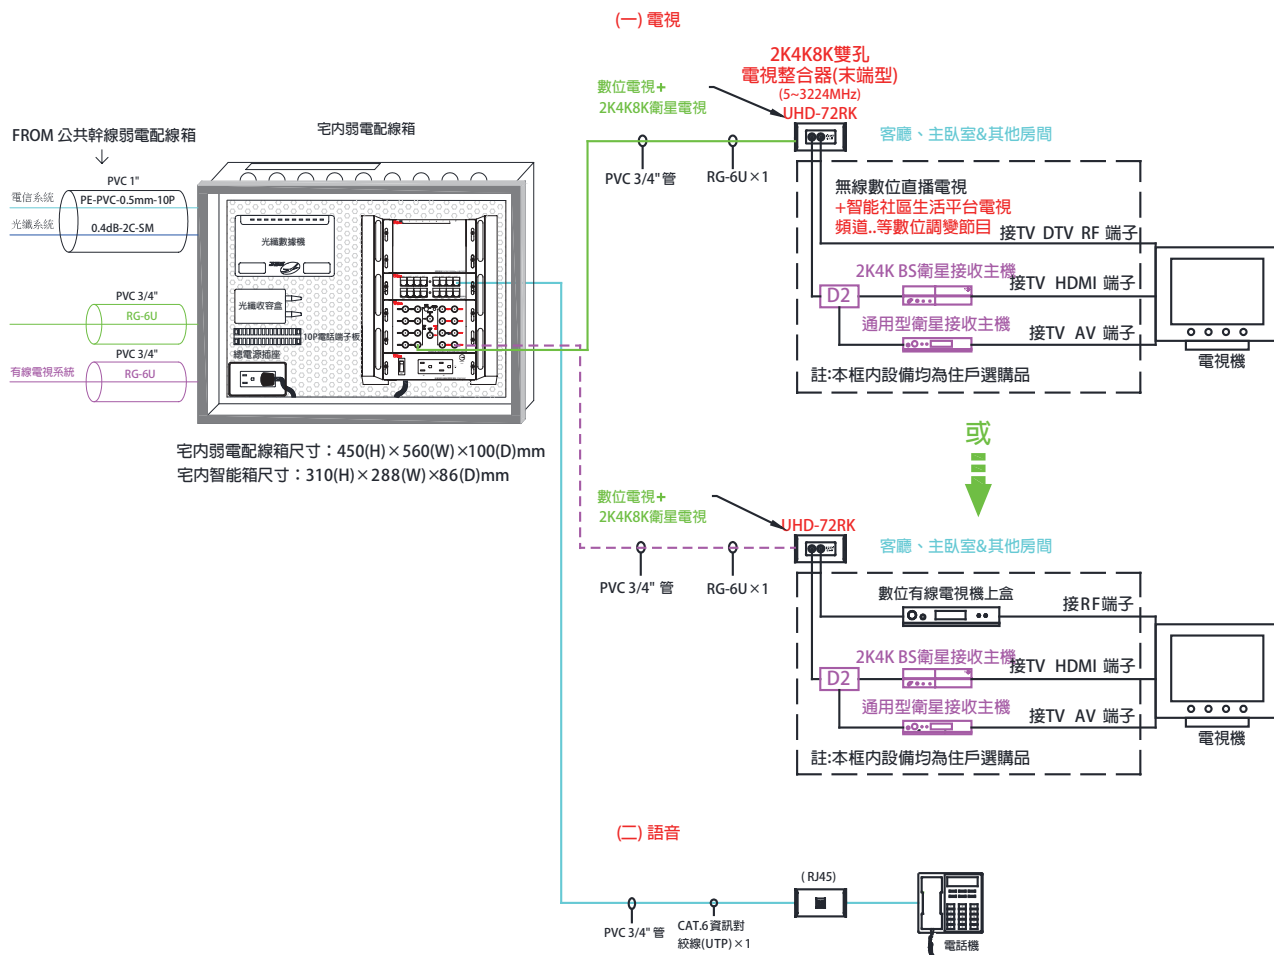 (一) 電視
2K4K8K雙孔
電視整合器(末端型)
(5~3224MHz)
UHD-72RK
數位電視+
2K4K8K衛星電視
客廳、主臥室&其他房間
FROM 公共幹線弱電配線箱
宅內弱電配線箱
PVC 3/4" 管
RG-6U×1
電信系統
PVC 1"
PE-PVC-0.5mm-10P
光纖系統
0.4dB-2C-SM
PVC 3/4"
RG-6U
PVC 3/4"
有線電視系統
RG-6U
光纖數據機
光纖收容盒
10P電話端子板
總電源插座
無線數位直播電視
+智能社區生活平台電視
頻道..等數位調變節目
接TV DTV RF 端子
2K4K BS衛星接收主機
接TV HDMI 端子
D2
通用型衛星接收主機
接TV AV 端子
電視機
註:本框內設備均為住戶選購品
宅內弱電配線箱尺寸：450(H)×560(W)×100(D)mm
宅內智能箱尺寸：310(H)×288(W)×86(D)mm
或
數位電視+
2K4K8K衛星電視
UHD-72RK
客廳、主臥室&其他房間
PVC 3/4" 管
RG-6U×1
數位有線電視機上盒
接RF端子
2K4K BS衛星接收主機
接TV HDMI 端子
D2
通用型衛星接收主機
接TV AV 端子
電視機
註:本框內設備均為住戶選購品
(二) 語音
(RJ45)
PVC 3/4" 管
CAT.6 資訊對
絞線(UTP)×1
電話機